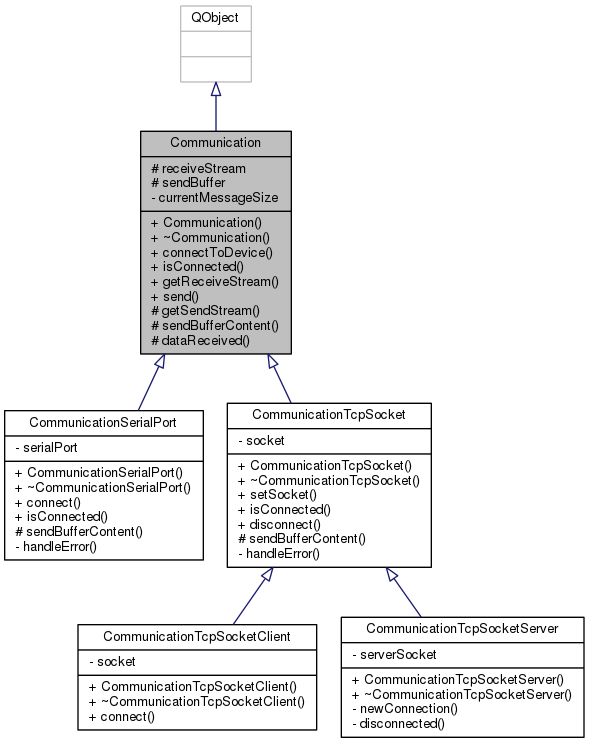 QObject
Communication
# receiveStream
# sendBuffer
- currentMessageSize
+ Communication()
+ ~Communication()
+ connectToDevice()
+ isConnected()
+ getReceiveStream()
+ send()
# getSendStream()
# sendBufferContent()
# dataReceived()
CommunicationSerialPort
- serialPort
+ CommunicationSerialPort()
+ ~CommunicationSerialPort()
+ connect()
+ isConnected()
# sendBufferContent()
- handleError()
CommunicationTcpSocket
- socket
+ CommunicationTcpSocket()
+ ~CommunicationTcpSocket()
+ setSocket()
+ isConnected()
+ disconnect()
# sendBufferContent()
- handleError()
CommunicationTcpSocketClient
- socket
+ CommunicationTcpSocketClient()
+ ~CommunicationTcpSocketClient()
+ connect()
CommunicationTcpSocketServer
- serverSocket
+ CommunicationTcpSocketServer()
+ ~CommunicationTcpSocketServer()
- newConnection()
- disconnected()